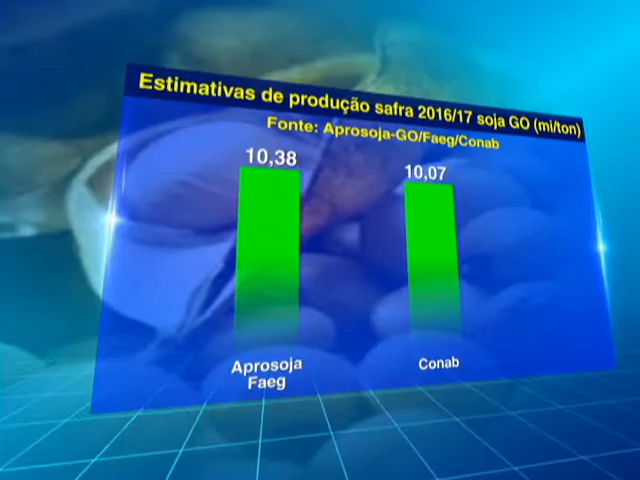 Estimativas de produção safra 2016/17 soja GO (mi/ton)
Fonte: Aprosoja-GO/Faeg/Conab
10,38
10,07
Aprosoja
Faeg
Conab